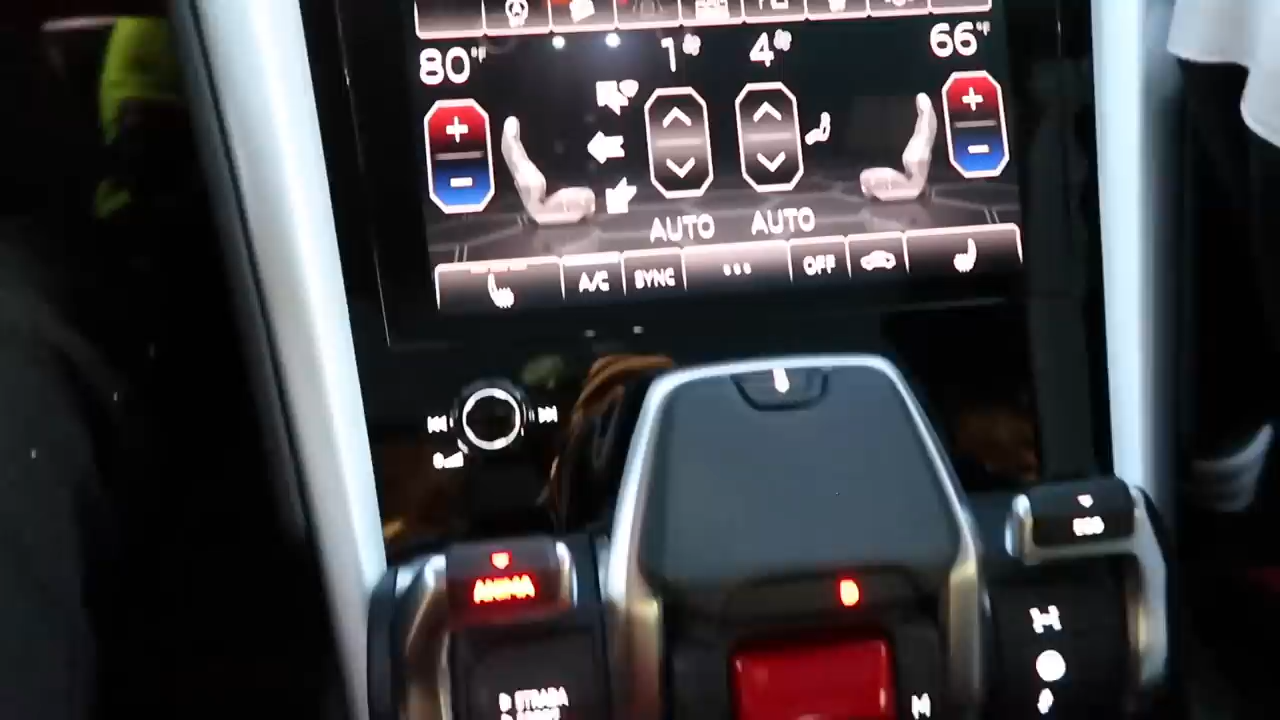 80°F 1 4 66°F
AUTO AUTO
A/C SYNC ... OFF
ANIMA
STRADA
M